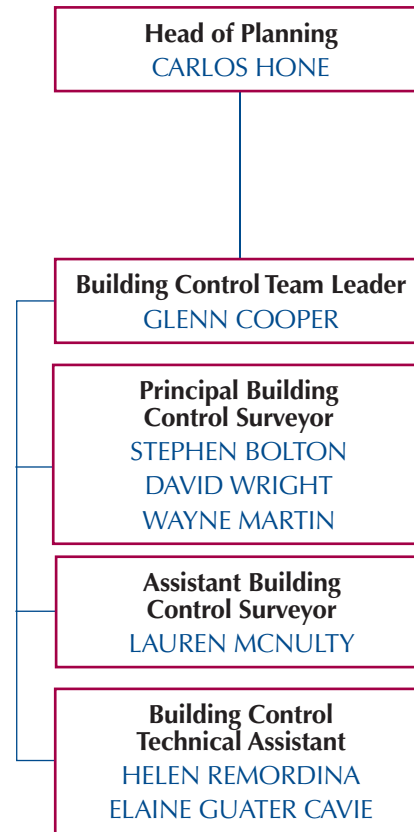 Head of Planning
CARLOS HONE
Building Control Team Leader
GLENN COOPER
Principal Building
Control Surveyor
STEPHEN BOLTON
DAVID WRIGHT
WAYNE MARTIN
Assistant Building
Control Surveyor
LAUREN MCNULTY
Building Control
Technical Assistant
HELEN REMORDINA
ELAINE GUATER CAVIE